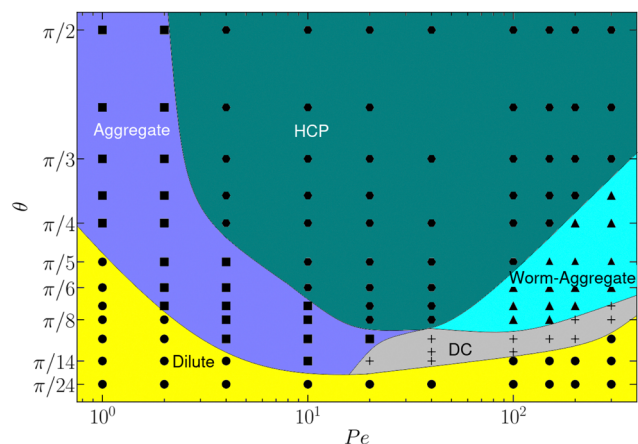 π/2
Aggregate
HCP
π/3
θ
π/4
π/5
π/6
Worm-Aggregate
π/8
DC
π/14
Dilute
π/24
10⁰
10¹
10²
Pe